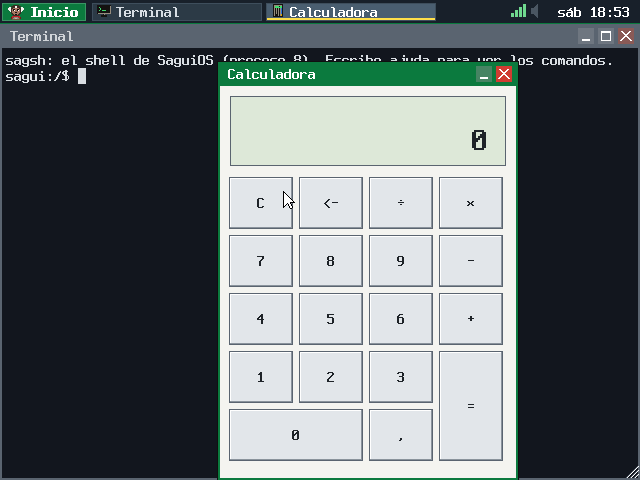 Inicio Terminal Calculadora sáb 18:53
Terminal
sagsh: el shell de SaguiOS (proceso 8). Escribe ayuda para ver los comandos.
sagui:/$
Calculadora
0
C <- ÷ ×
7 8 9 -
4 5 6 +
1 2 3 =
0 ,